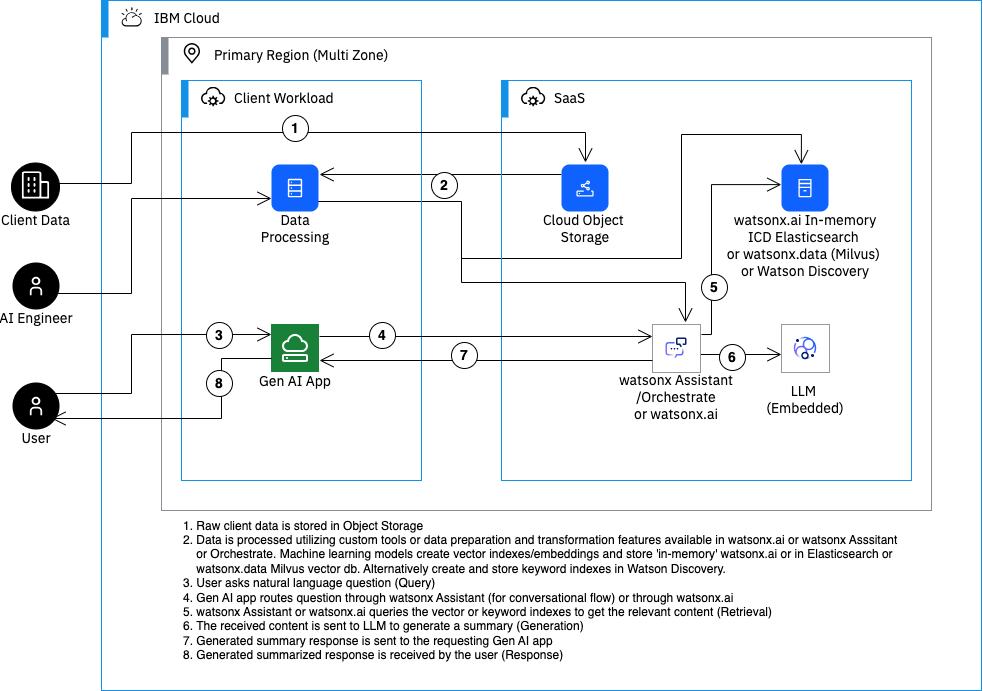 IBM Cloud
Primary Region (Multi Zone)
Client Workload
SaaS
1
Client Data
Data
Processing
2
Cloud Object
Storage
watsonx.ai In-memory
ICD Elasticsearch
or watsonx.data (Milvus)
or Watson Discovery
AI Engineer
5
3
4
7
6
8
Gen AI App
watsonx Assistant
/Orchestrate
or watsonx.ai
LLM
(Embedded)
User
1. Raw client data is stored in Object Storage
2. Data is processed utilizing custom tools or data preparation and transformation features available in watsonx.ai or watsonx Asssitant
or Orchestrate. Machine learning models create vector indexes/embeddings and store 'in-memory' watsonx.ai or in Elasticsearch or
watsonx.data Milvus vector db. Alternatively create and store keyword indexes in Watson Discovery.
3. User asks natural language question (Query)
4. Gen AI app routes question through watsonx Assistant (for conversational flow) or through watsonx.ai
5. watsonx Assistant or watsonx.ai queries the vector or keyword indexes to get the relevant content (Retrieval)
6. The received content is sent to LLM to generate a summary (Generation)
7. Generated summary response is sent to the requesting Gen AI app
8. Generated summarized response is received by the user (Response)